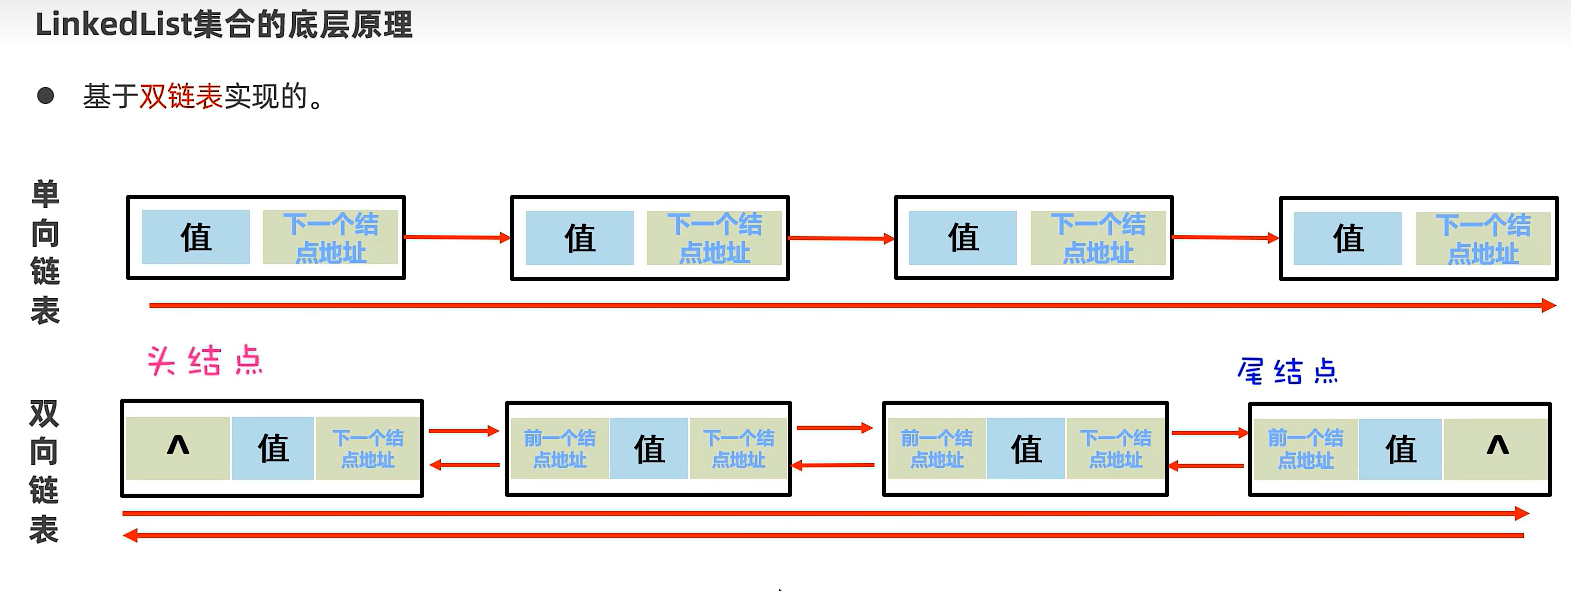 LinkedList集合的底层原理
● 基于双链表实现的。
单向链表
值 下一个结点地址 值 下一个结点地址 值 下一个结点地址 值 下一个结点地址
头结点 尾结点
双向链表
^ 值 下一个结点地址 前一个结点地址 值 下一个结点地址 前一个结点地址 值 下一个结点地址 前一个结点地址 值 ^